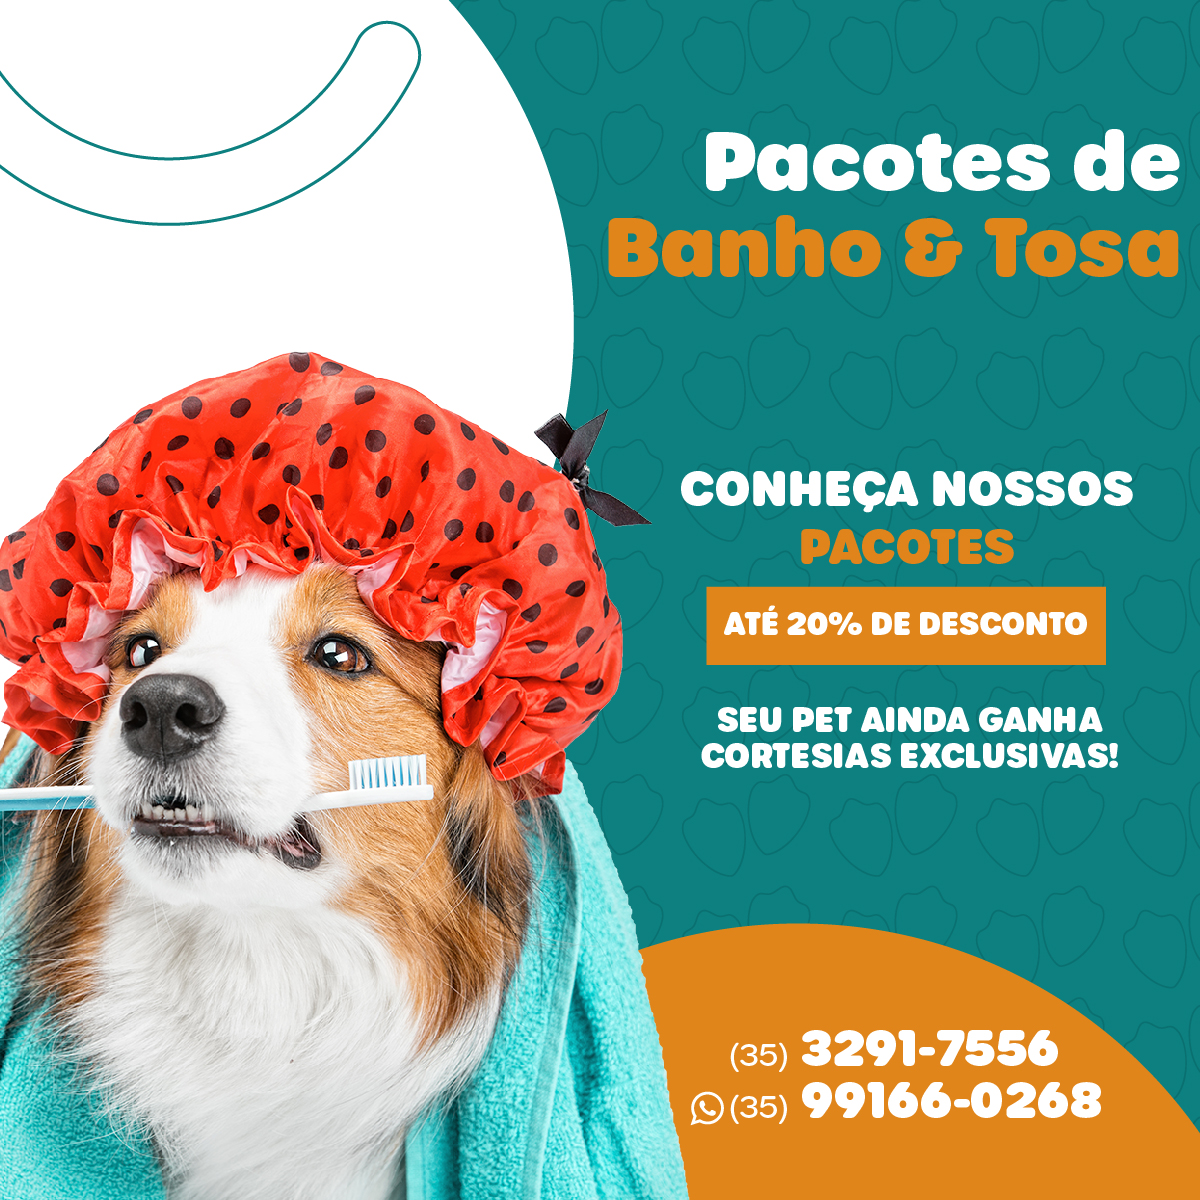 Pacotes de
Banho & Tosa
CONHEÇA NOSSOS
PACOTES
ATÉ 20% DE DESCONTO
SEU PET AINDA GANHA
CORTESIAS EXCLUSIVAS!
(35) 3291-7556
(35) 99166-0268